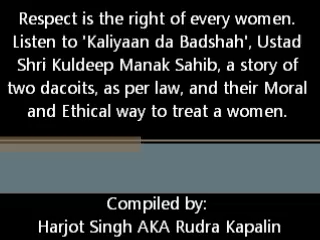 Respect is the right of every women.
Listen to 'Kaliyaan da Badshah', Ustad
Shri Kuldeep Manak Sahib, a story of
two dacoits, as per law, and their Moral
and Ethical way to treat a women.
Compiled by:
Harjot Singh AKA Rudra Kapalin